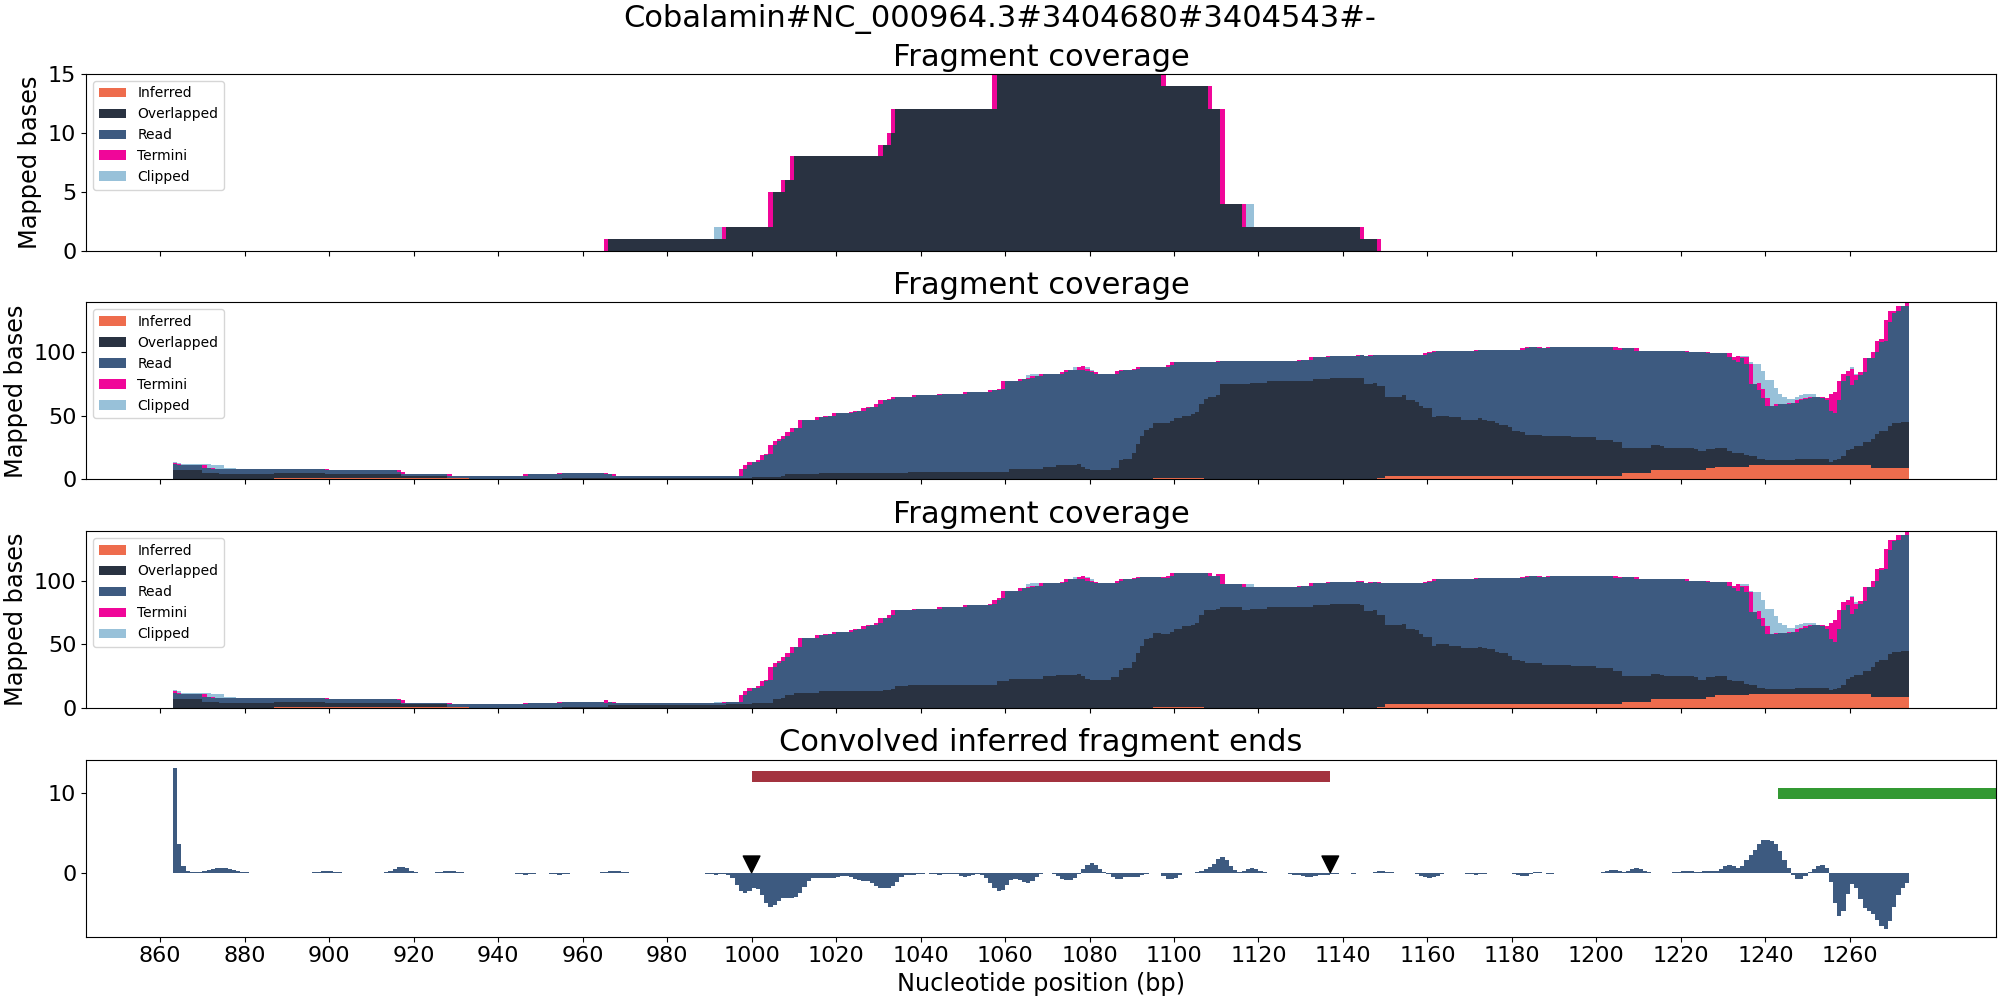 Cobalamin#NC_000964.3#3404680#3404543#-
Fragment coverage
Mapped bases
15
10
5
0
Inferred
Overlapped
Read
Termini
Clipped
Fragment coverage
Mapped bases
100
50
0
Inferred
Overlapped
Read
Termini
Clipped
Fragment coverage
Mapped bases
100
50
0
Inferred
Overlapped
Read
Termini
Clipped
Convolved inferred fragment ends
10
0
860 880 900 920 940 960 980 1000 1020 1040 1060 1080 1100 1120 1140 1160 1180 1200 1220 1240 1260
Nucleotide position (bp)